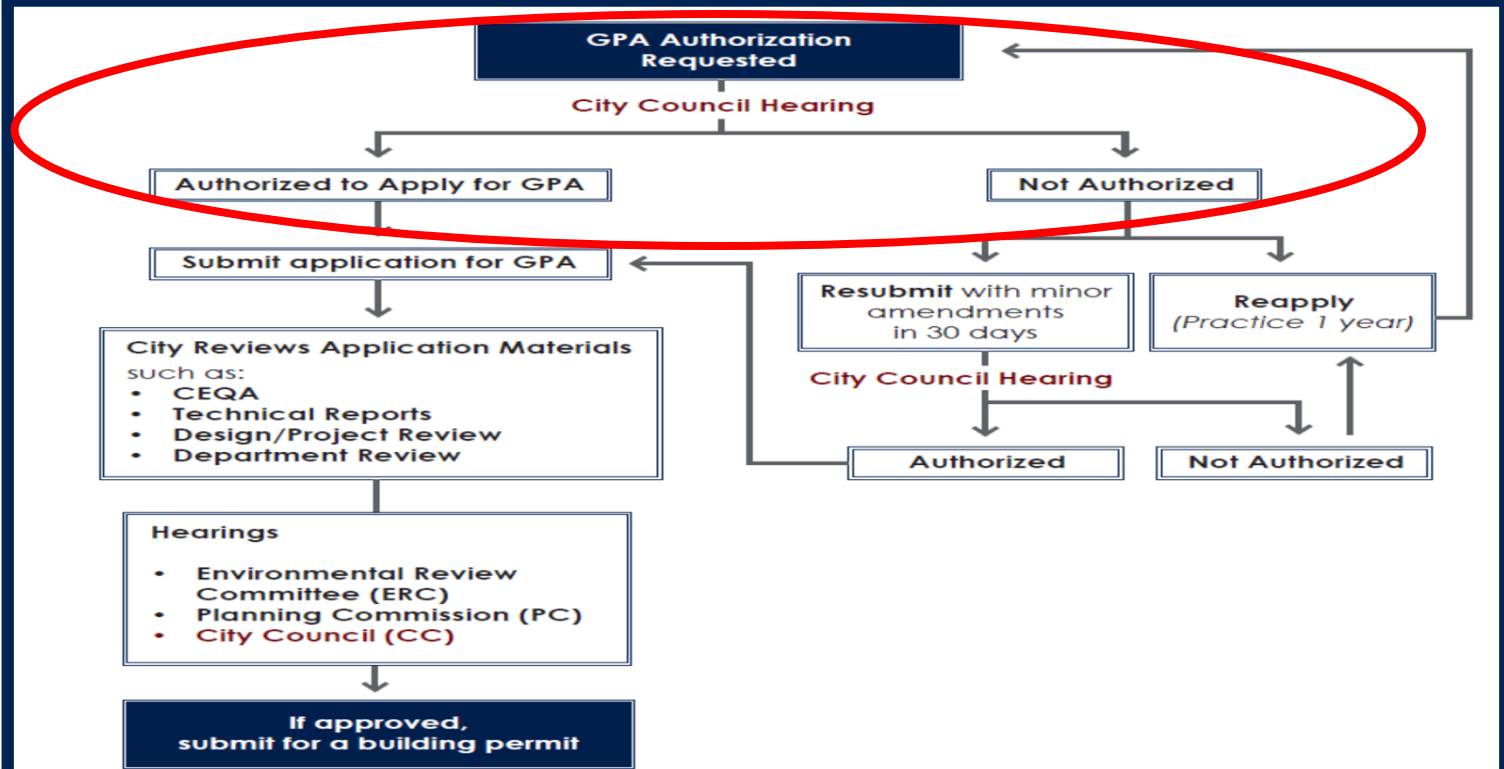 GPA Authorization
Requested
City Council Hearing
Authorized to Apply for GPA
Not Authorized
Submit application for GPA
Resubmit with minor
amendments
in 30 days
Reapply
(Practice 1 year)
City Reviews Application Materials
such as:
• CEQA
• Technical Reports
• Design/Project Review
• Department Review
City Council Hearing
Authorized
Not Authorized
Hearings
• Environmental Review
Committee (ERC)
• Planning Commission (PC)
• City Council (CC)
If approved,
submit for a building permit